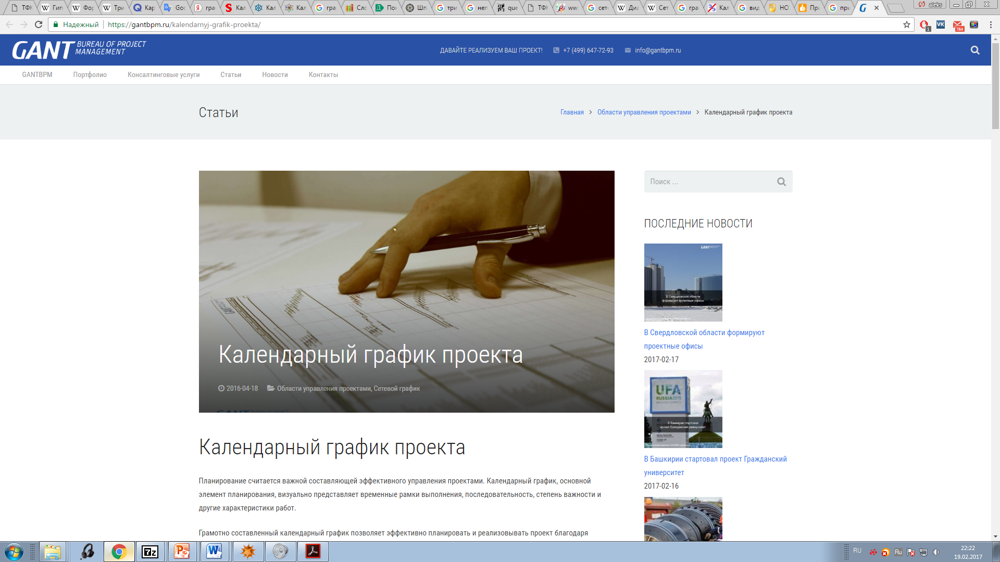 ТФК
Гип
Фор
Три
Кар
Goo
гра
Кал
Кал
Кал
гра
Сло
Пон
Шп
три
неп
que
ТФК
www
сете
Диа
Сет
гра
Кал
вид
НО
При
при
aleks
Надежный
https://gantbpm.ru/kalendarnyj-grafik-proekta/
1
784
GANT BUREAU OF PROJECT
MANAGEMENT
ДАВАЙТЕ РЕАЛИЗУЕМ ВАШ ПРОЕКТ!
+7 (499) 647-72-93
info@gantbpm.ru
GANTBPM
Портфолио
Консалтинговые услуги
Статьи
Новости
Контакты
Статьи
Главная > Области управления проектами > Календарный график проекта
Поиск ...
ПОСЛЕДНИЕ НОВОСТИ
GANT
В Свердловской области
формируют проектные офисы
В Свердловской области формируют
проектные офисы
2017-02-17
Календарный график проекта
2016-04-18
Области управления проектами, Сетевой график
UFA
RUSSIA2015
В Башкирии стартовал
проект Гражданский университет
В Башкирии стартовал проект Гражданский
университет
2017-02-16
GANT
Календарный график проекта
Планирование считается важной составляющей эффективного управления проектами. Календарный график, основной
элемент планирования, визуально представляет временные рамки выполнения, последовательность, степень важности и
другие характеристики работ.
Грамотно составленный календарный график позволяет эффективно планировать и реализовывать проект благодаря
7z
RU
Ru
22:22
19.02.2017